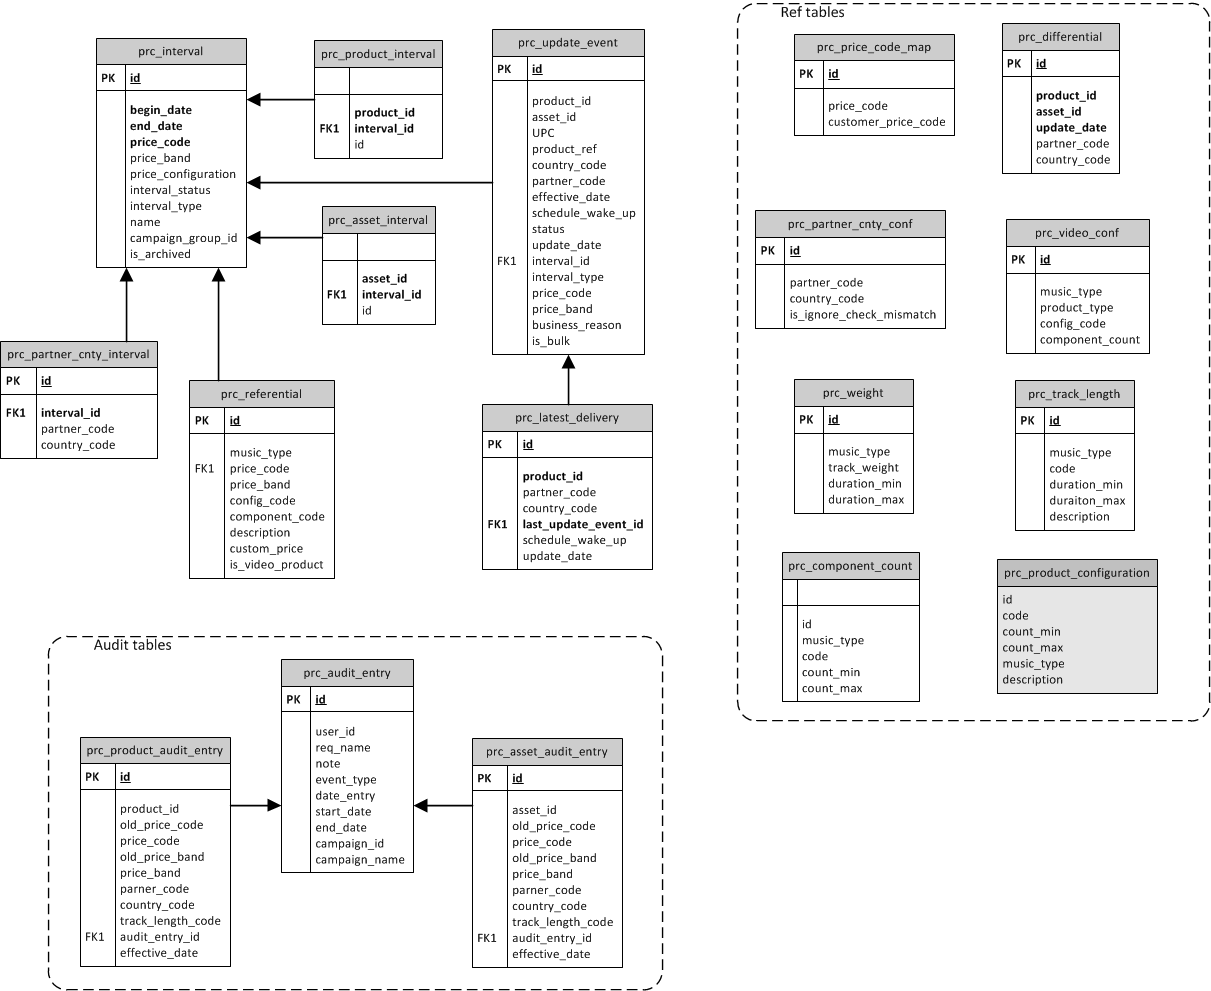 prc_interval
PK id
begin_date
end_date
price_code
price_band
price_configuration
interval_status
interval_type
name
campaign_group_id
is_archived
prc_product_interval
product_id
FK1 interval_id
id
prc_update_event
PK id
product_id
asset_id
UPC
product_ref
country_code
partner_code
effective_date
schedule_wake_up
status
update_date
FK1 interval_id
interval_type
price_code
price_band
business_reason
is_bulk
prc_asset_interval
asset_id
FK1 interval_id
id
prc_partner_cnty_interval
PK id
FK1 interval_id
partner_code
country_code
prc_referential
PK id
music_type
FK1 price_code
price_band
config_code
component_code
description
custom_price
is_video_product
prc_latest_delivery
PK id
product_id
partner_code
country_code
FK1 last_update_event_id
schedule_wake_up
update_date
Ref tables
prc_price_code_map
PK id
price_code
customer_price_code
prc_differential
PK id
product_id
asset_id
update_date
partner_code
country_code
prc_partner_cnty_conf
PK id
partner_code
country_code
is_ignore_check_mismatch
prc_video_conf
PK id
music_type
product_type
config_code
component_count
prc_weight
PK id
music_type
track_weight
duration_min
duration_max
prc_track_length
PK id
music_type
code
duration_min
duraiton_max
description
prc_component_count
id
music_type
code
count_min
count_max
prc_product_configuration
id
code
count_min
count_max
music_type
description
Audit tables
prc_audit_entry
PK id
user_id
req_name
note
event_type
date_entry
start_date
end_date
campaign_id
campaign_name
prc_product_audit_entry
PK id
product_id
old_price_code
price_code
old_price_band
price_band
parner_code
country_code
track_length_code
FK1 audit_entry_id
effective_date
prc_asset_audit_entry
PK id
asset_id
old_price_code
price_code
old_price_band
price_band
parner_code
country_code
track_length_code
FK1 audit_entry_id
effective_date